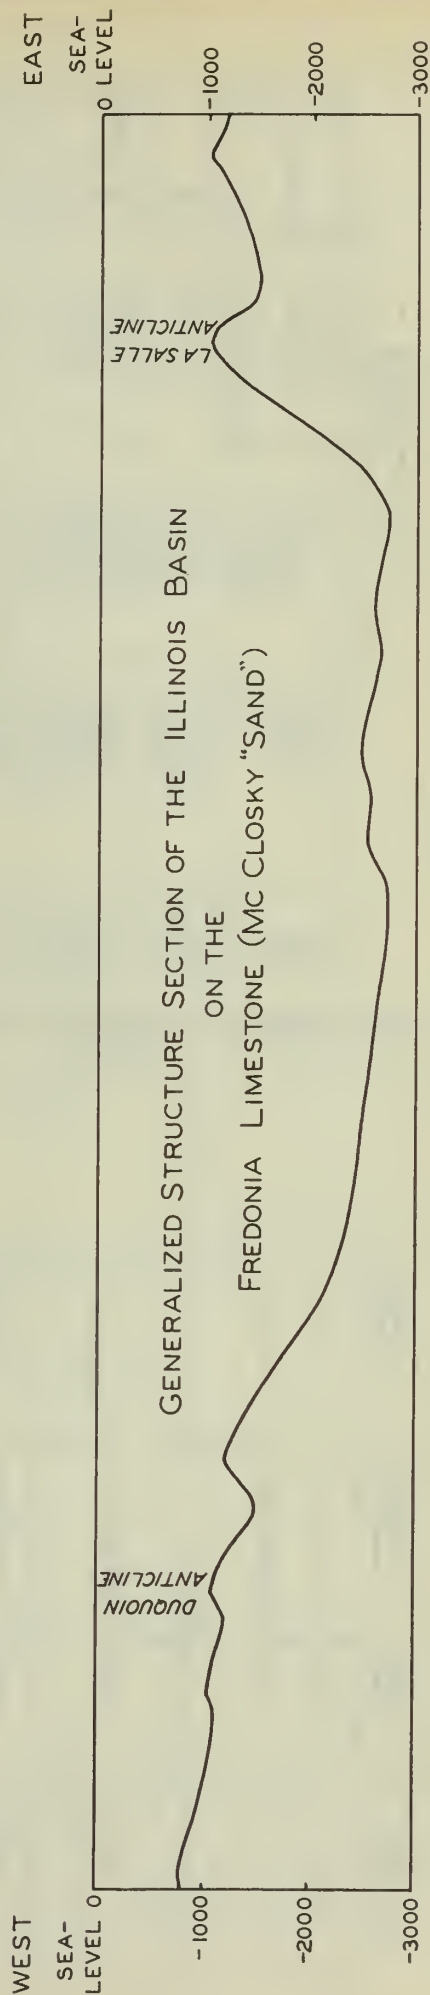 WEST
SEA-
LEVEL 0
-1000
-2000
-3000
DUQUOIN
ANTICLINE
GENERALIZED STRUCTURE SECTION OF THE ILLINOIS BASIN
ON THE
FREDONIA LIMESTONE (MC CLOSKY "SAND")
LA SALLE
ANTICLINE
EAST
SEA-
0 LEVEL
-1000
-2000
-3000